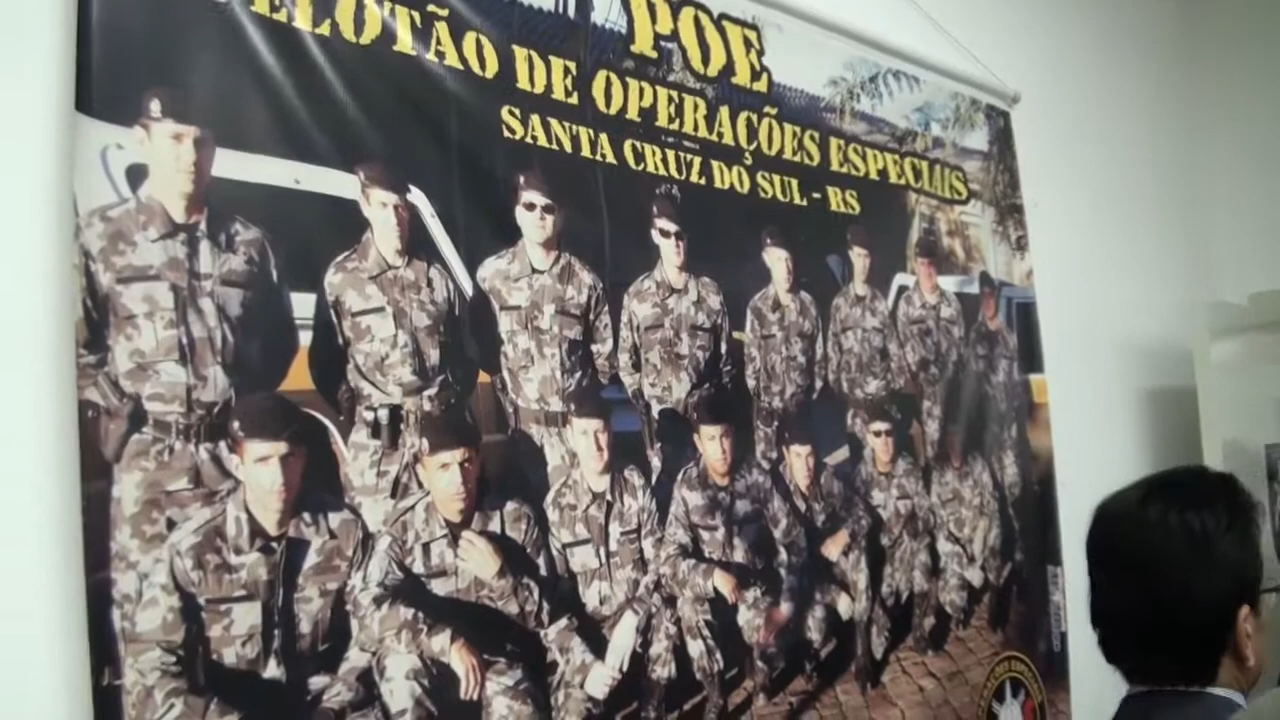 POE
PELOTÃO DE OPERAÇÕES ESPECIAIS
SANTA CRUZ DO SUL - RS